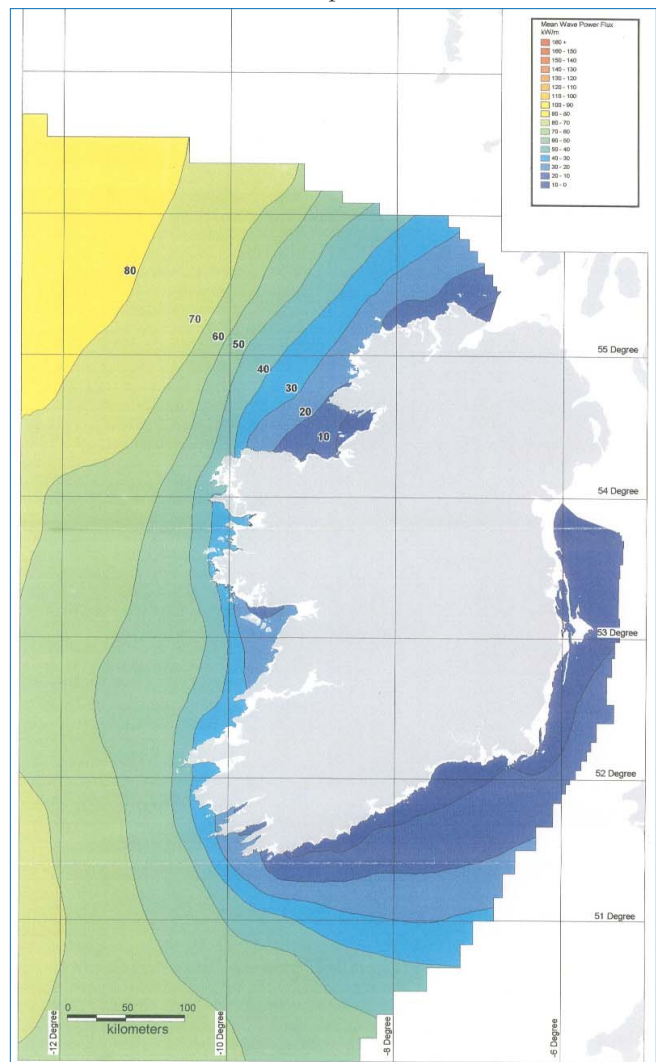 Mean Wave Power Flux
kW/m
160 +
160 - 150
150 - 140
140 - 130
130 - 120
120 - 110
110 - 100
100 - 90
90 - 80
80 - 70
70 - 60
60 - 50
50 - 40
40 - 30
30 - 20
20 - 10
10 - 0
80
70
60
50
40
30
20
10
55 Degree
54 Degree
53 Degree
52 Degree
51 Degree
0
100
kilometers
-12 Degree
-10 Degree
-8 Degree
-6 Degree